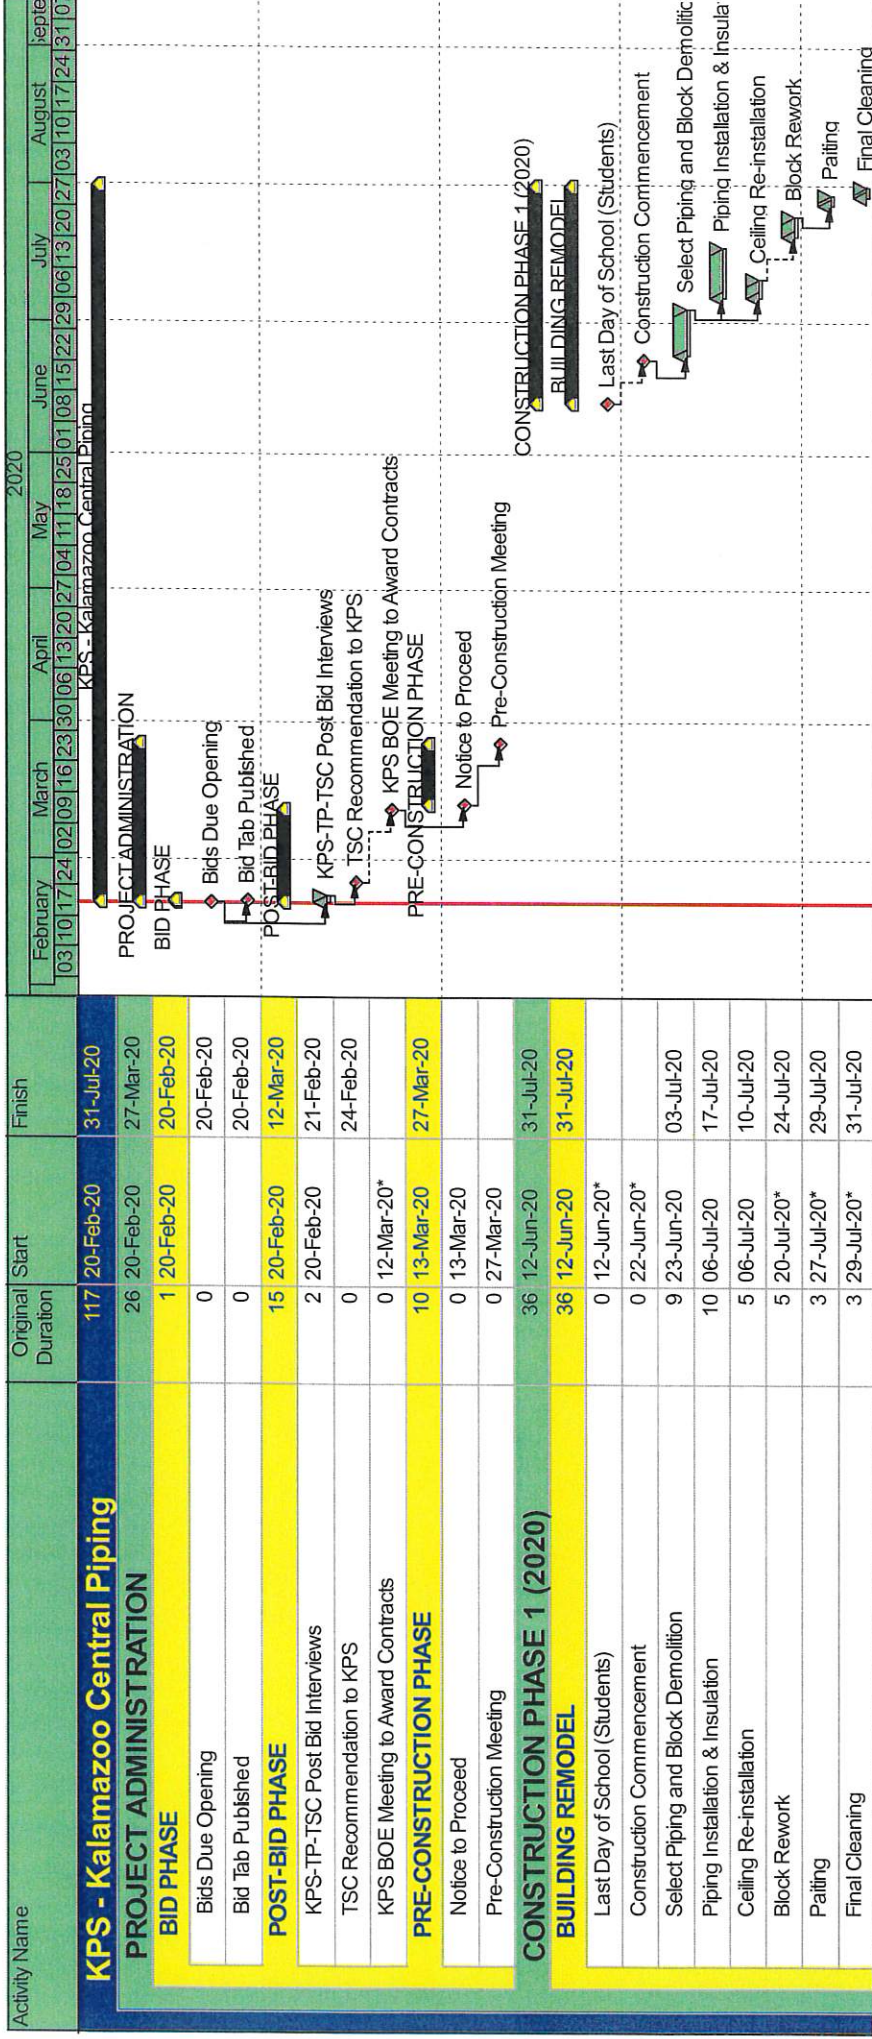 Activity Name Original Duration Start Finish
2020
February March April May June July August
03 10 17 24 02 09 16 23 30 06 13 20 27 04 11 18 25 01 08 15 22 29 06 13 20 27 03 10 17 24 31
KPS - Kalamazoo Central Piping 117 20-Feb-20 31-Jul-20 KPS - Kalamazoo Central Piping
PROJECT ADMINISTRATION 26 20-Feb-20 27-Mar-20 PROJECT ADMINISTRATION
BID PHASE 1 20-Feb-20 20-Feb-20 BID PHASE
Bids Due Opening 0 20-Feb-20 Bids Due Opening
Bid Tab Published 0 20-Feb-20 Bid Tab Published
POST-BID PHASE 15 20-Feb-20 12-Mar-20 POST-BID PHASE
KPS-TP-TSC Post Bid Interviews 2 20-Feb-20 21-Feb-20 KPS-TP-TSC Post Bid Interviews
TSC Recommendation to KPS 0 24-Feb-20 TSC Recommendation to KPS
KPS BOE Meeting to Award Contracts 0 12-Mar-20* KPS BOE Meeting to Award Contracts
PRE-CONSTRUCTION PHASE 10 13-Mar-20 27-Mar-20 PRE-CONSTRUCTION PHASE
Notice to Proceed 0 13-Mar-20 Notice to Proceed
Pre-Construction Meeting 0 27-Mar-20 Pre-Construction Meeting
CONSTRUCTION PHASE 1 (2020) 36 12-Jun-20 31-Jul-20 CONSTRUCTION PHASE 1 (2020)
BUILDING REMODEL 36 12-Jun-20 31-Jul-20 BUILDING REMODEL
Last Day of School (Students) 0 12-Jun-20* Last Day of School (Students)
Construction Commencement 0 22-Jun-20* Construction Commencement
Select Piping and Block Demolition 9 23-Jun-20 03-Jul-20 Select Piping and Block Demolitic
Piping Installation & Insulation 10 06-Jul-20 17-Jul-20 Piping Installation & Insula
Ceiling Re-installation 5 06-Jul-20 10-Jul-20 Ceiling Re-installation
Block Rework 5 20-Jul-20* 24-Jul-20 Block Rework
Paiting 3 27-Jul-20* 29-Jul-20 Paiting
Final Cleaning 3 29-Jul-20* 31-Jul-20 Final Cleaning